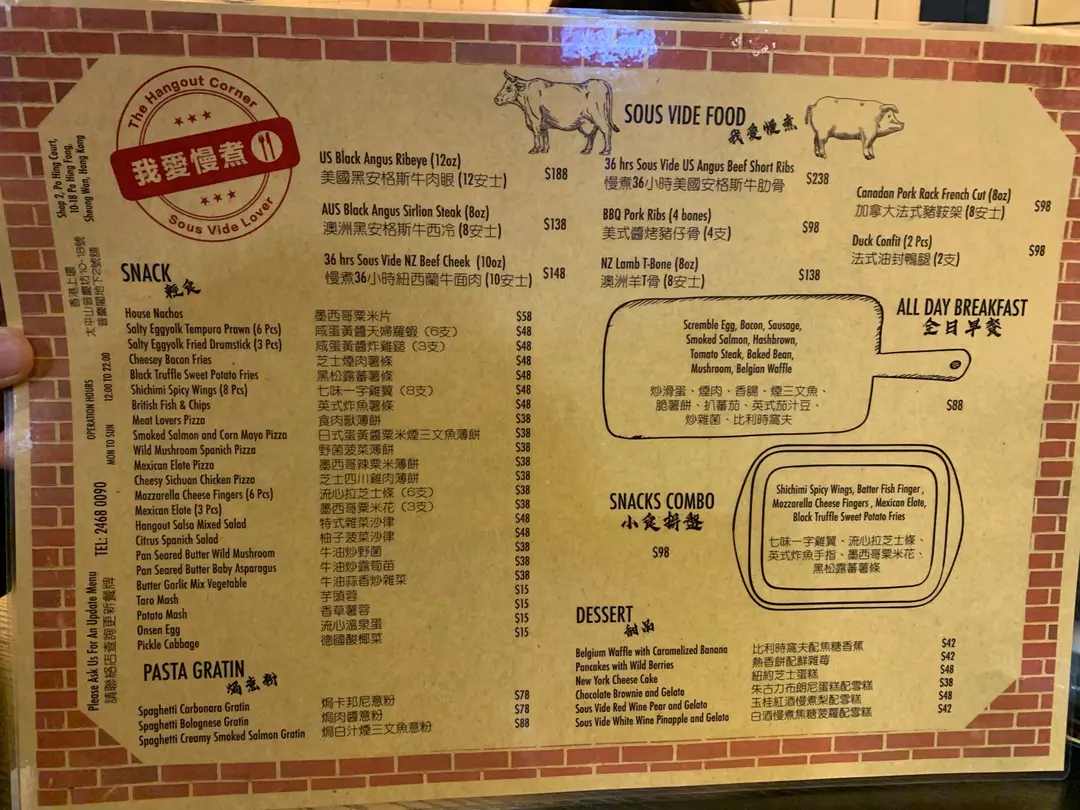 The Hangout Corner
我愛慢煮
Sous Vide Lover
Shop 2, Po Hing Court,
10-18 Po Hing Fong,
Sheung Wan, Hong Kong
香港上環
太平山普慶坊10-18號
普慶閣地下2號舖
OPERATION HOURS
MON TO SUN 12:00 TO 22:00
TEL: 2468 0090
Please Ask Us For An Update Menu
請聯絡店查詢更新餐牌
SOUS VIDE FOOD
我愛慢煮
US Black Angus Ribeye (12oz)
美國黑安格斯牛肉眼 (12安士) $188
AUS Black Angus Sirlion Steak (8oz)
澳洲黑安格斯牛西冷 (8安士) $138
36 hrs Sous Vide NZ Beef Cheek (10oz)
慢煮36小時紐西蘭牛面肉 (10安士) $148
36 hrs Sous Vide US Angus Beef Short Ribs
慢煮36小時美國安格斯牛肋骨 $238
BBQ Pork Ribs (4 bones)
美式醬烤豬仔骨 (4支) $98
NZ Lamb T-Bone (8oz)
澳洲羊T骨 (8安士) $138
Canadan Pork Rack French Cut (8oz)
加拿大法式豬鞍架 (8安士) $98
Duck Confit (2 Pcs)
法式油封鴨腿 (2支) $98
SNACK
輕食
House Nachos 墨西哥粟米片 $58
Salty Eggyolk Tempura Prawn (6 Pcs) 咸蛋黃醬天婦羅蝦（6支） $48
Salty Eggyolk Fried Drumstick (3 Pcs) 咸蛋黃醬炸雞鎚（3支） $48
Cheesey Bacon Fries 芝士煙肉薯條 $48
Black Truffle Sweet Potato Fries 黑松露蕃薯條 $48
Shichimi Spicy Wings (8 Pcs) 七味一字雞翼（8支） $48
British Fish & Chips 英式炸魚薯條 $48
Meat Lovers Pizza 食肉獸薄餅 $38
Smoked Salmon and Corn Mayo Pizza 日式蛋黃醬粟米煙三文魚薄餅 $38
Wild Mushroom Spanich Pizza 野菌菠菜薄餅 $38
Mexican Elote Pizza 墨西哥辣粟米薄餅 $38
Cheesy Sichuan Chicken Pizza 芝士四川雞肉薄餅 $38
Mozzarella Cheese Fingers (6 Pcs) 流心拉芝士條（6支） $38
Mexican Elote (3 Pcs) 墨西哥粟米花（3支） $38
Hangout Salsa Mixed Salad 特式雜菜沙律 $48
Citrus Spanich Salad 柚子菠菜沙律 $48
Pan Seared Butter Wild Mushroom 牛油炒野菌 $38
Pan Seared Butter Baby Asparagus 牛油炒露筍苗 $38
Butter Garlic Mix Vegetable 牛油蒜香炒雜菜 $38
Taro Mash 芋頭蓉 $15
Potato Mash 香草薯蓉 $15
Onsen Egg 流心溫泉蛋 $15
Pickle Cabbage 德國酸椰菜 $15
PASTA GRATIN
焗意粉
Spaghetti Carbonara Gratin 焗卡邦尼意粉 $78
Spaghetti Bolognese Gratin 焗肉醬意粉 $78
Spaghetti Creamy Smoked Salmon Gratin 焗白汁煙三文魚意粉 $88
ALL DAY BREAKFAST
全日早餐
Scremble Egg, Bacon, Sausage,
Smoked Salmon, Hashbrown,
Tomato Steak, Baked Bean,
Mushroom, Belgian Waffle
炒滑蛋、煙肉、香腸、煙三文魚、
脆薯餅、扒蕃茄、英式茄汁豆、
炒雜菌、比利時窩夫
$88
SNACKS COMBO
小食拼盤
$98
Shichimi Spicy Wings, Batter Fish Finger,
Mozzarella Cheese Fingers, Mexican Elote,
Black Truffle Sweet Potato Fries
七味一字雞翼、流心拉芝士條、
英式炸魚手指、墨西哥粟米花、
黑松露蕃薯條
DESSERT
甜品
Belgium Waffle with Caramelized Banana 比利時窩夫配焦糖香蕉 $42
Pancakes with Wild Berries 熱香餅配鮮雜莓 $42
New York Cheese Cake 紐約芝士蛋糕 $48
Chocolate Brownie and Gelato 朱古力布朗尼蛋糕配雪糕 $38
Sous Vide Red Wine Pear and Gelato 玉桂紅酒慢煮梨配雪糕 $48
Sous Vide White Wine Pinapple and Gelato 白酒慢煮焦糖菠蘿配雪糕 $42